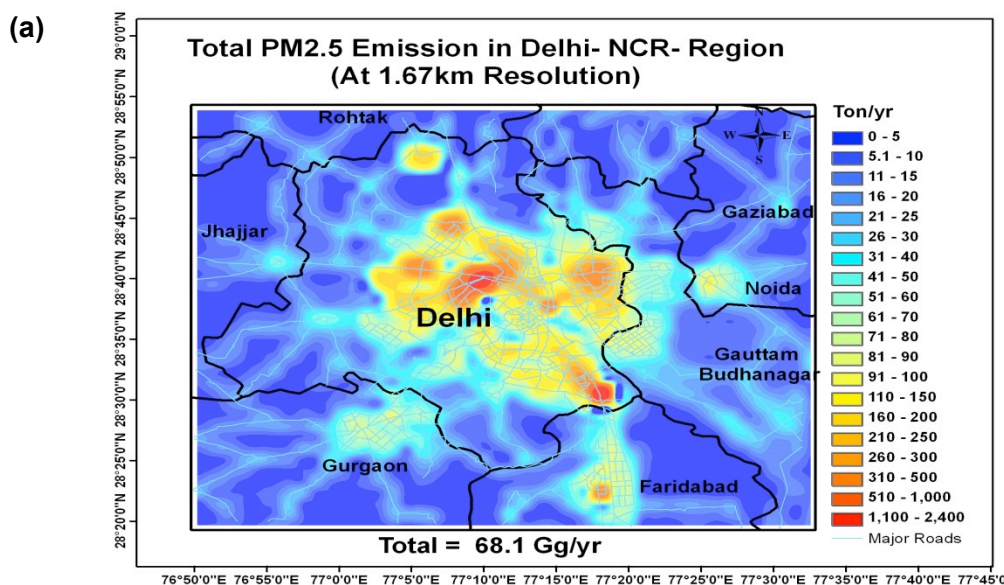 (a)
Total PM2.5 Emission in Delhi- NCR- Region
(At 1.67km Resolution)
29°0'0"N
28°55'0"N
28°50'0"N
28°45'0"N
28°40'0"N
28°35'0"N
28°30'0"N
28°25'0"N
28°20'0"N
Rohtak
N
W E
S
Jhajjar
Gaziabad
Noida
Delhi
Gauttam
Budhanagar
Gurgaon
Faridabad
Ton/yr
0 - 5
5.1 - 10
11 - 15
16 - 20
21 - 25
26 - 30
31 - 40
41 - 50
51 - 60
61 - 70
71 - 80
81 - 90
91 - 100
110 - 150
160 - 200
210 - 250
260 - 300
310 - 500
510 - 1,000
1,100 - 2,400
Major Roads
Total = 68.1 Gg/yr
76°50'0"E 76°55'0"E 77°0'0"E 77°5'0"E 77°10'0"E 77°15'0"E 77°20'0"E 77°25'0"E 77°30'0"E 77°35'0"E 77°40'0"E 77°45'0"E